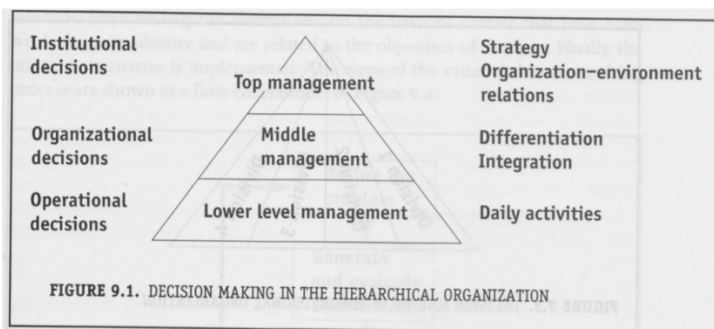 Institutional
decisions
Top management
Strategy
Organization–environment
relations
Organizational
decisions
Middle
management
Differentiation
Integration
Operational
decisions
Lower level management
Daily activities
FIGURE 9.1. DECISION MAKING IN THE HIERARCHICAL ORGANIZATION